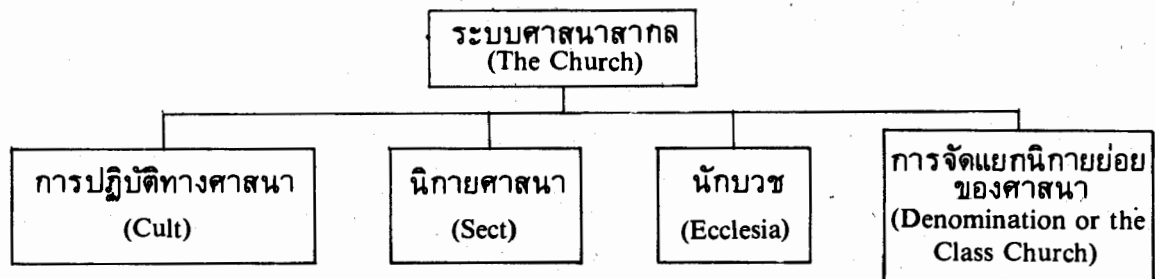 ระบบศาสนาสากล
(The Church)
การปฏิบัติทางศาสนา
(Cult)
นิกายศาสนา
(Sect)
นักบวช
(Ecclesia)
การจัดแยกนิกายย่อย
ของศาสนา
(Denomination or the
Class Church)